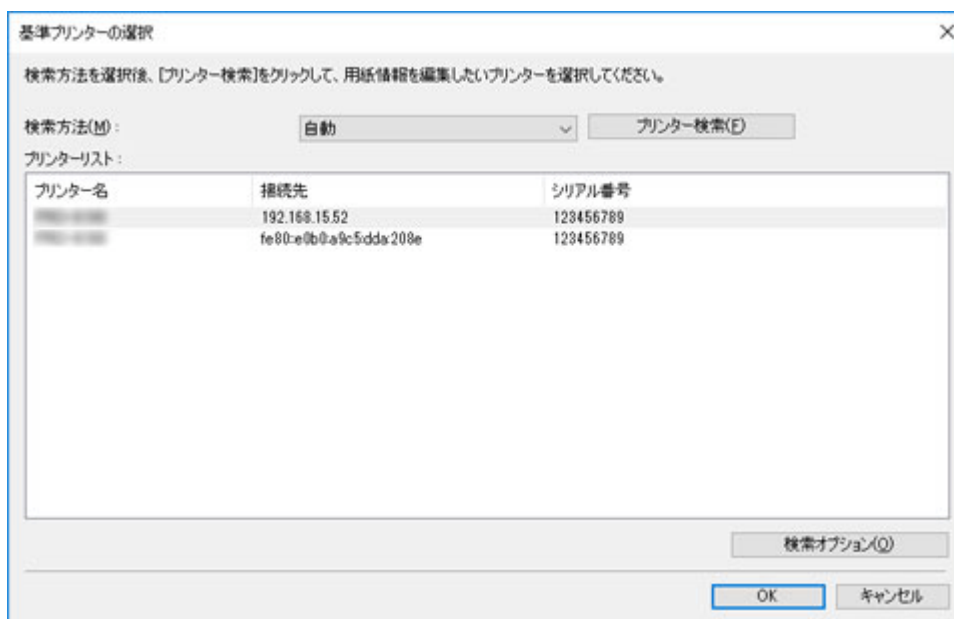 基準プリンターの選択
検索方法を選択後、[プリンター検索]をクリックして、用紙情報を編集したいプリンターを選択してください。
検索方法(M): 自動 プリンター検索(F)
プリンターリスト:
プリンター名 接続先 シリアル番号
192.168.15.52 123456789
fe80:e0b0:a9c5:dda:208e 123456789
検索オプション(O)
OK キャンセル